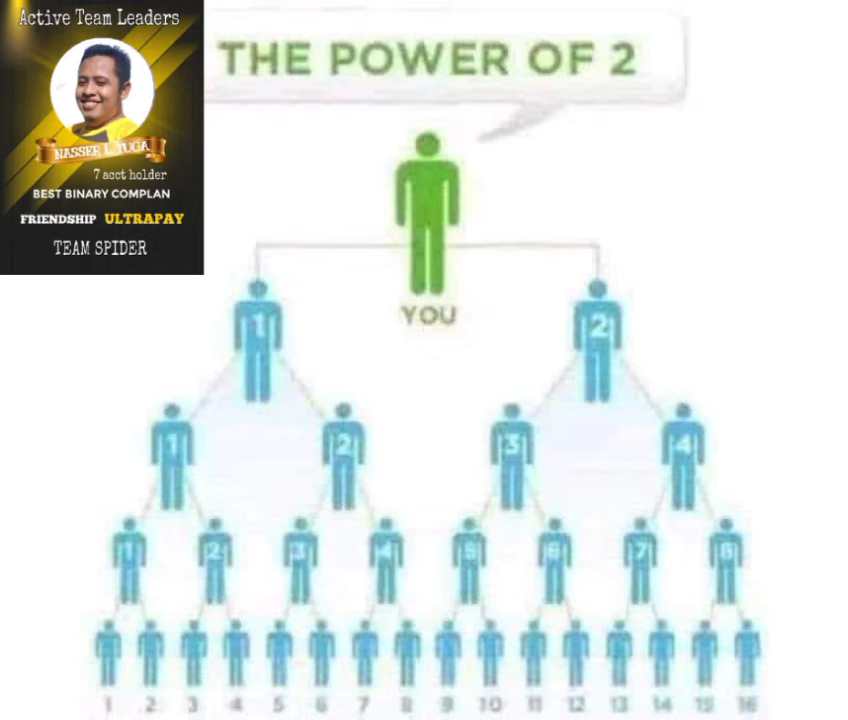 Active Team Leaders
NASSER L. TUGA
7 acct holder
BEST BINARY COMPLAN
FRIENDSHIP ULTRAPAY
TEAM SPIDER
THE POWER OF 2
YOU
1 2
1 2 3 4
1 2 3 4 5 6 7 8
1 2 3 4 5 6 7 8 9 10 11 12 13 14 15 16